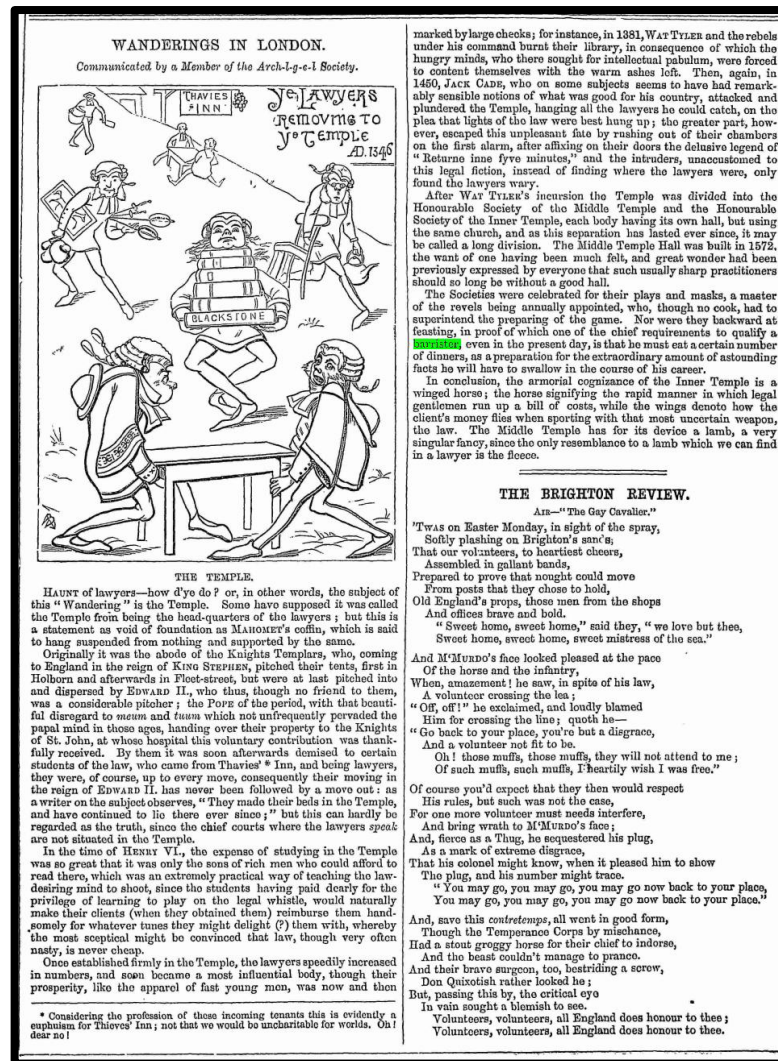 WANDERINGS IN LONDON.
Communicated by a Member of the Arch-l-g-e-l Society.
THAVIES
INN
Ye LAWYERS
REMOVING TO
Ye TEMPLE
AD. 1346
BLACKSTONE
THE TEMPLE.
HAUNT of lawyers—how d'ye do? or, in other words, the subject of
this "Wandering" is the Temple. Some have supposed it was called
the Temple from being the head-quarters of the lawyers; but this is
a statement as void of foundation as MAHOMET'S coffin, which is said
to hang suspended from nothing and supported by the same.
Originally it was the abode of the Knights Templars, who, coming
to England in the reign of KING STEPHEN, pitched their tents, first in
Holborn and afterwards in Fleet-street, but were at last pitched into
and dispersed by EDWARD II., who thus, though no friend to them,
was a considerable pitcher; the POPE of the period, with that beauti-
ful disregard to meum and tuum which not unfrequently pervaded the
papal mind in those ages, handing over their property to the Knights
of St. John, at whose hospital this voluntary contribution was thank-
fully received. By them it was soon afterwards demised to certain
students of the law, who came from Thavies' * Inn, and being lawyers,
they were, of course, up to every move, consequently their moving in
the reign of EDWARD II. has never been followed by a move out: as
a writer on the subject observes, "They made their beds in the Temple,
and have continued to lie there ever since;" but this can hardly be
regarded as the truth, since the chief courts where the lawyers speak
are not situated in the Temple.
In the time of HENRY VI., the expense of studying in the Temple
was so great that it was only the sons of rich men who could afford to
read there, which was an extremely practical way of teaching the law-
desiring mind to shoot, since the students having paid dearly for the
privilege of learning to play on the legal whistle, would naturally
make their clients (when they obtained them) reimburse them hand-
somely for whatever tunes they might delight (?) them with, whereby
the most sceptical might be convinced that law, though very often
nasty, is never cheap.
Once established firmly in the Temple, the lawyers speedily increased
in numbers, and soon became a most influential body, though their
prosperity, like the apparel of fast young men, was now and then
* Considering the profession of these incoming tenants this is evidently a
euphuism for Thieves' Inn; not that we would be uncharitable for worlds. Oh!
dear no!
marked by large checks; for instance, in 1381, WAT TYLER and the rebels
under his command burnt their library, in consequence of which the
hungry minds, who there sought for intellectual pabulum, were forced
to content themselves with the warm ashes left. Then, again, in
1450, JACK CADE, who on some subjects seems to have had remark-
ably sensible notions of what was good for his country, attacked and
plundered the Temple, hanging all the lawyers he could catch, on the
plea that lights of the law were best hung up; the greater part, how-
ever, escaped this unpleasant fate by rushing out of their chambers
on the first alarm, after affixing on their doors the delusive legend of
"Returne inne fyve minutes," and the intruders, unaccustomed to
this legal fiction, instead of finding where the lawyers were, only
found the lawyers wary.
After WAT TYLER'S incursion the Temple was divided into the
Honourable Society of the Middle Temple and the Honourable
Society of the Inner Temple, each body having its own hall, but using
the same church, and as this separation has lasted ever since, it may
be called a long division. The Middle Temple Hall was built in 1572,
the want of one having been much felt, and great wonder had been
previously expressed by everyone that such usually sharp practitioners
should so long be without a good hall.
The Societies were celebrated for their plays and masks, a master
of the revels being annually appointed, who, though no cook, had to
superintend the preparing of the game. Nor were they backward at
feasting, in proof of which one of the chief requirements to qualify a
barrister, even in the present day, is that he must eat a certain number
of dinners, as a preparation for the extraordinary amount of astounding
facts he will have to swallow in the course of his career.
In conclusion, the armorial cognizance of the Inner Temple is a
winged horse; the horse signifying the rapid manner in which legal
gentlemen run up a bill of costs, while the wings denote how the
client's money flies when sporting with that most uncertain weapon,
the law. The Middle Temple has for its device a lamb, a very
singular fancy, since the only resemblance to a lamb which we can find
in a lawyer is the fleece.
THE BRIGHTON REVIEW.
AIR—"The Gay Cavalier."
'TWAS on Easter Monday, in sight of the spray,
Softly plashing on Brighton's sands;
That our volunteers, to heartiest cheers,
Assembled in gallant bands,
Prepared to prove that nought could move
From posts that they chose to hold,
Old England's props, those men from the shops
And offices brave and bold.
"Sweet home, sweet home," said they, "we love but thee,
Sweet home, sweet home, sweet mistress of the sea."
And M'MURDO'S face looked pleased at the pace
Of the horse and the infantry,
When, amazement! he saw, in spite of his law,
A volunteer crossing the lea;
"Off, off!" he exclaimed, and loudly blamed
Him for crossing the line; quoth he—
"Go back to your place, you're but a disgrace,
And a volunteer not fit to be.
Oh! those muffs, those muffs, they will not attend to me;
Of such muffs, such muffs, I heartily wish I was free."
Of course you'd expect that they then would respect
His rules, but such was not the case,
For one more volunteer must needs interfere,
And bring wrath to M'MURDO'S face;
And, fierce as a Thug, he sequestered his plug,
As a mark of extreme disgrace,
That his colonel might know, when it pleased him to show
The plug, and his number might trace.
"You may go, you may go, you may go now back to your place,
You may go, you may go, you may go now back to your place."
And, save this contretemps, all went in good form,
Though the Temperance Corps by mischance,
Had a stout groggy horse for their chief to indorse,
And the beast couldn't manage to prance.
And their brave surgeon, too, bestriding a screw,
Don Quixotish rather looked he;
But, passing this by, the critical eye
In vain sought a blemish to see.
Volunteers, volunteers, all England does honour to thee;
Volunteers, volunteers, all England does honour to thee.